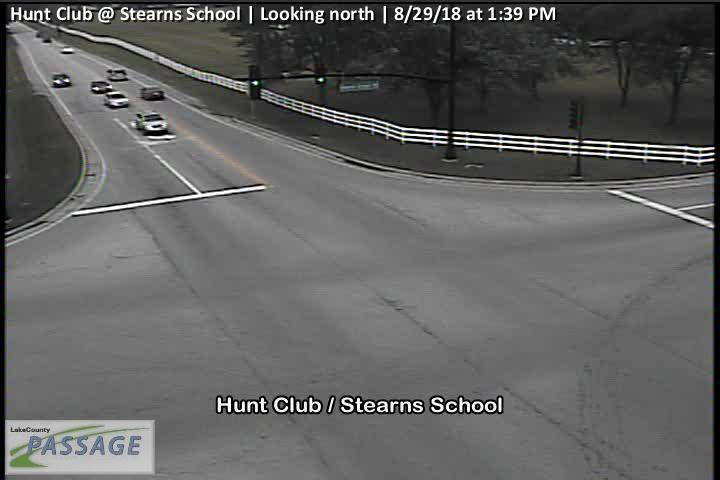 Hunt Club @ Stearns School | Looking north | 8/29/18 at 1:39 PM
Hunt Club / Stearns School
LakeCounty
PASSAGE